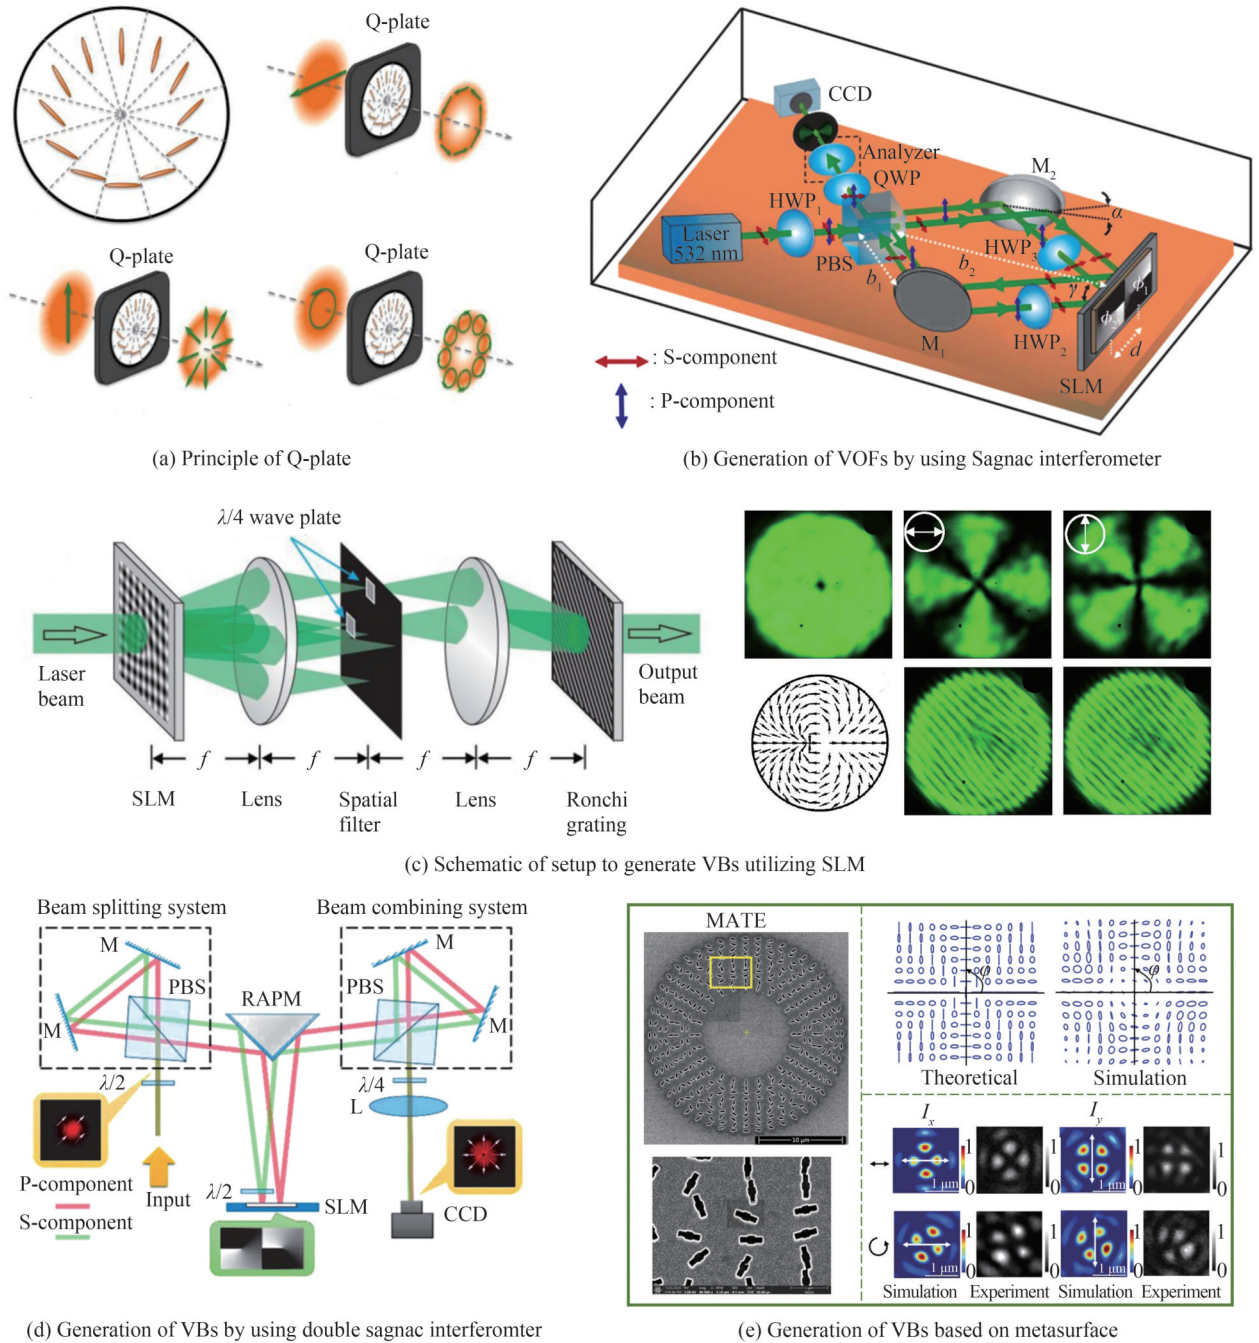 Q-plate
Q-plate
Q-plate
(a) Principle of Q-plate
CCD
Analyzer
QWP
HWP1
M2
α
Laser
532 nm
PBS
b1
b2
HWP3
γ
ϕ1
ϕ2
M1
HWP2
d
SLM
: S-component
: P-component
(b) Generation of VOFs by using Sagnac interferometer
λ/4 wave plate
Laser
beam
Output
beam
f
f
f
f
SLM
Lens
Spatial
filter
Lens
Ronchi
grating
(c) Schematic of setup to generate VBs utilizing SLM
Beam splitting system
Beam combining system
M
M
PBS
RAPM
PBS
M
M
λ/2
λ/4
L
P-component
S-component
Input
λ/2
SLM
CCD
(d) Generation of VBs by using double sagnac interferomter
MATE
10 μm
φ
φ
Theoretical
Simulation
Ix
Iy
1
0
1
0
1
0
1
0
1 μm
1 μm
1
0
1
0
1
0
1
0
1 μm
1 μm
Simulation
Experiment
Simulation
Experiment
(e) Generation of VBs based on metasurface